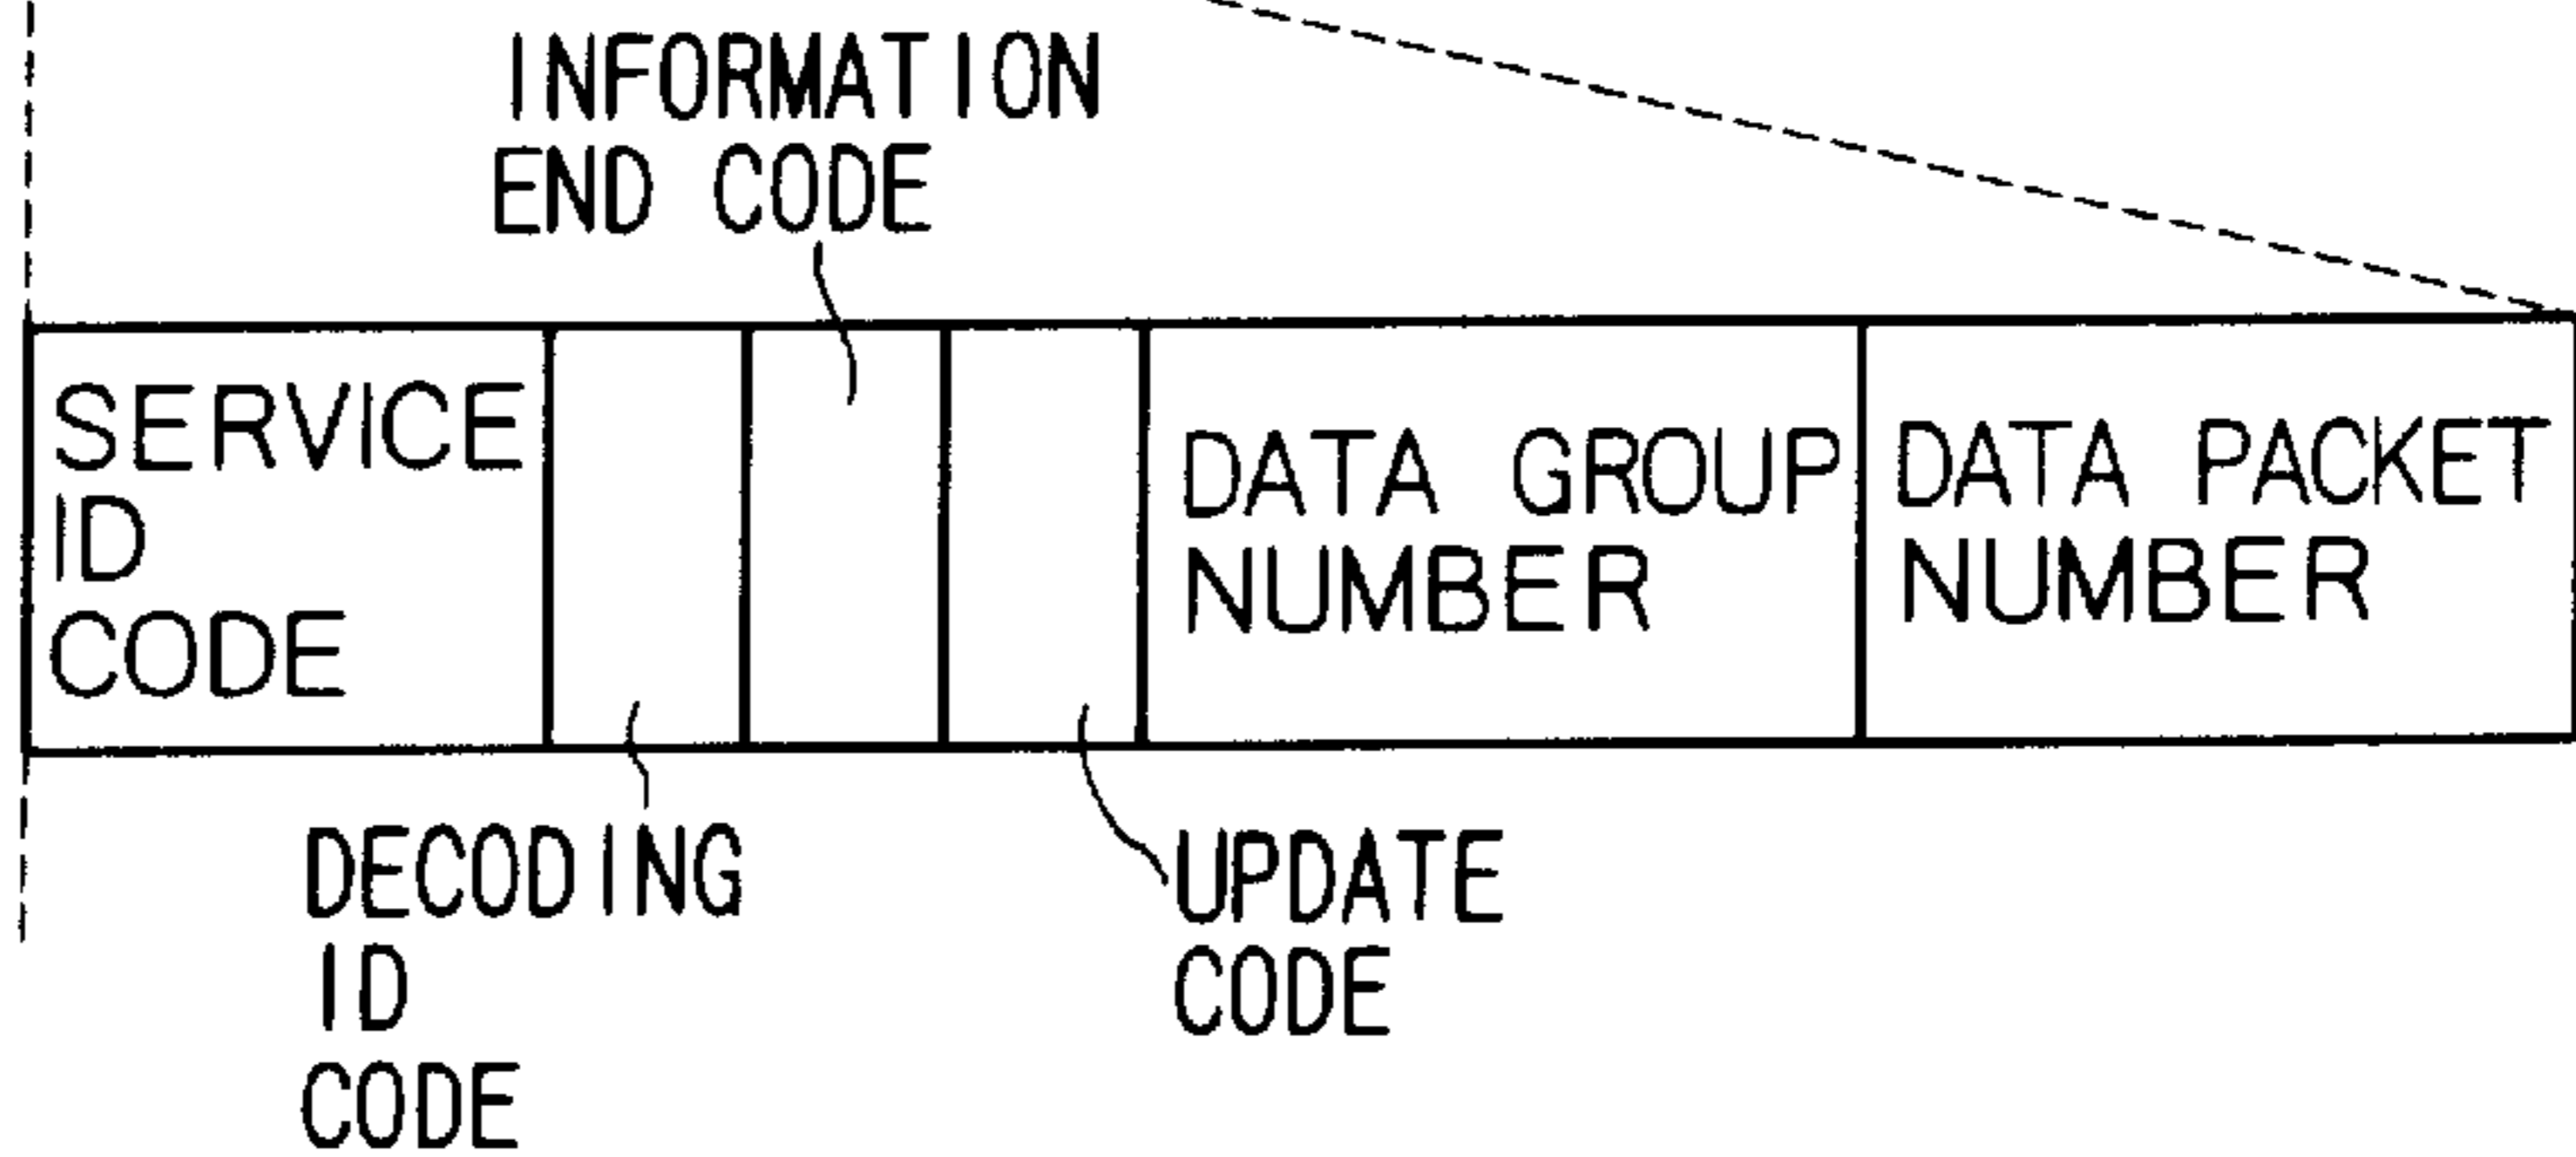 INFORMATION
END CODE
SERVICE
ID
CODE
DATA GROUP
NUMBER
DATA PACKET
NUMBER
DECODING
ID
CODE
UPDATE
CODE